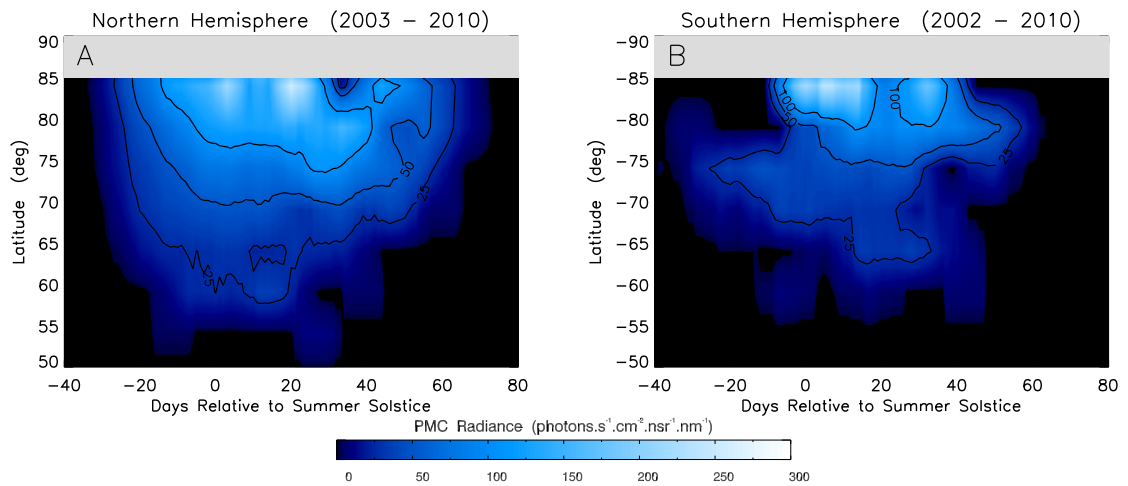 Northern Hemisphere (2003 – 2010)
Southern Hemisphere (2002 – 2010)
A
90
85
80
75
70
65
60
55
50
Latitude (deg)
50
25
25
−40 −20 0 20 40 60 80
Days Relative to Summer Solstice
B
−90
−85
−80
−75
−70
−65
−60
−55
−50
Latitude (deg)
100
50
100
25
25
−40 −20 0 20 40 60 80
Days Relative to Summer Solstice
PMC Radiance (photons.s⁻¹.cm⁻².nsr⁻¹.nm⁻¹)
0 50 100 150 200 250 300